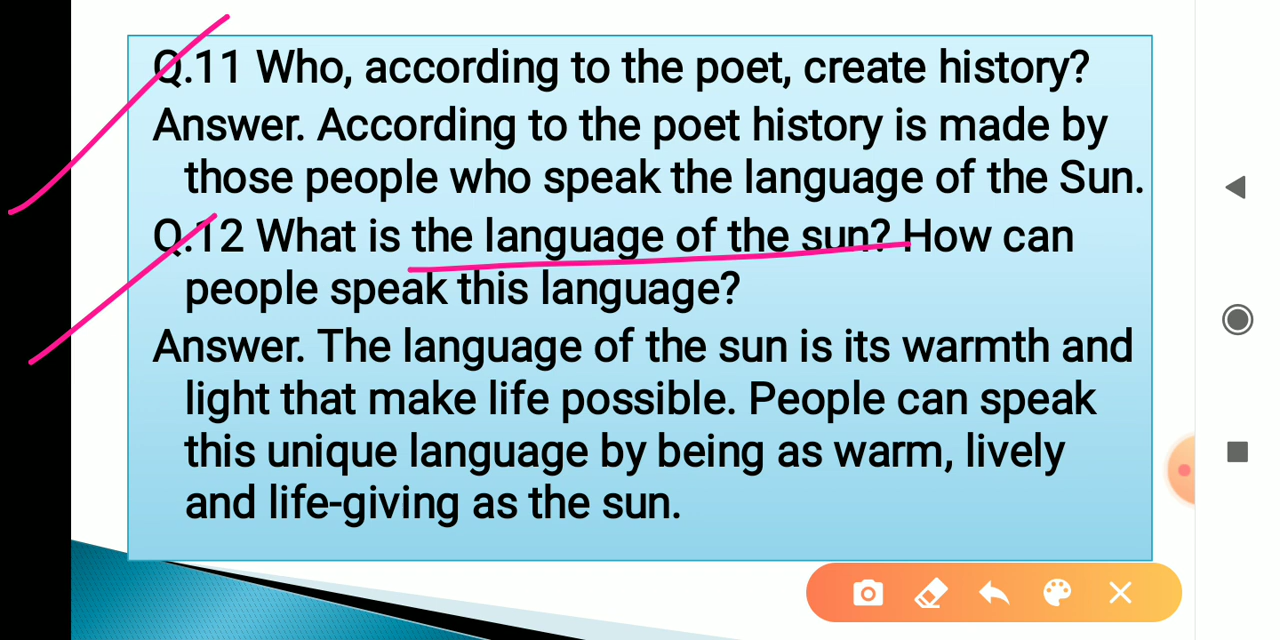 Q.11 Who, according to the poet, create history?
Answer. According to the poet history is made by
those people who speak the language of the Sun.
Q.12 What is the language of the sun? How can
people speak this language?
Answer. The language of the sun is its warmth and
light that make life possible. People can speak
this unique language by being as warm, lively
and life-giving as the sun.